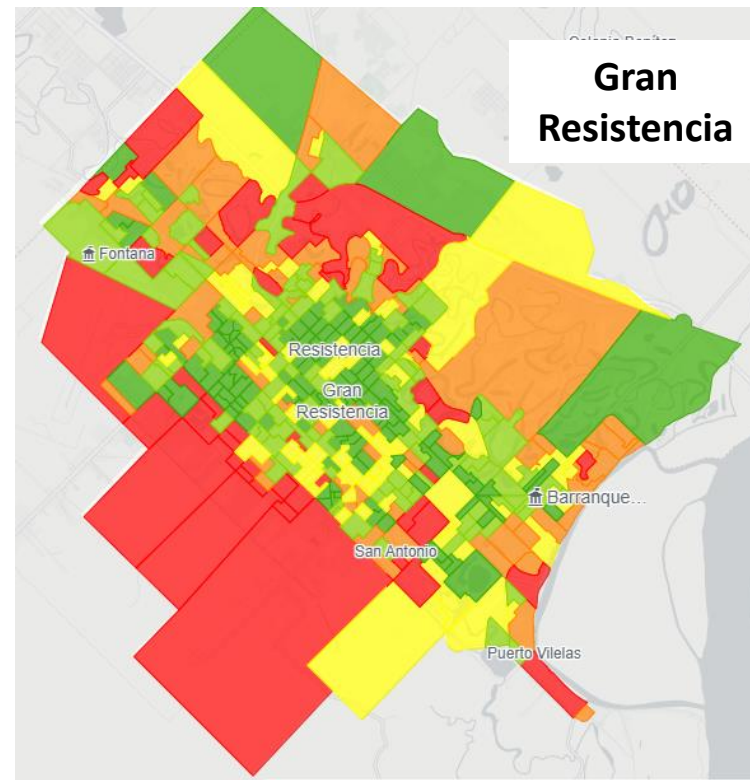 Gran
Resistencia
Fontana
Resistencia
Gran
Resistencia
Barranque...
San Antonio
Puerto Vilelas